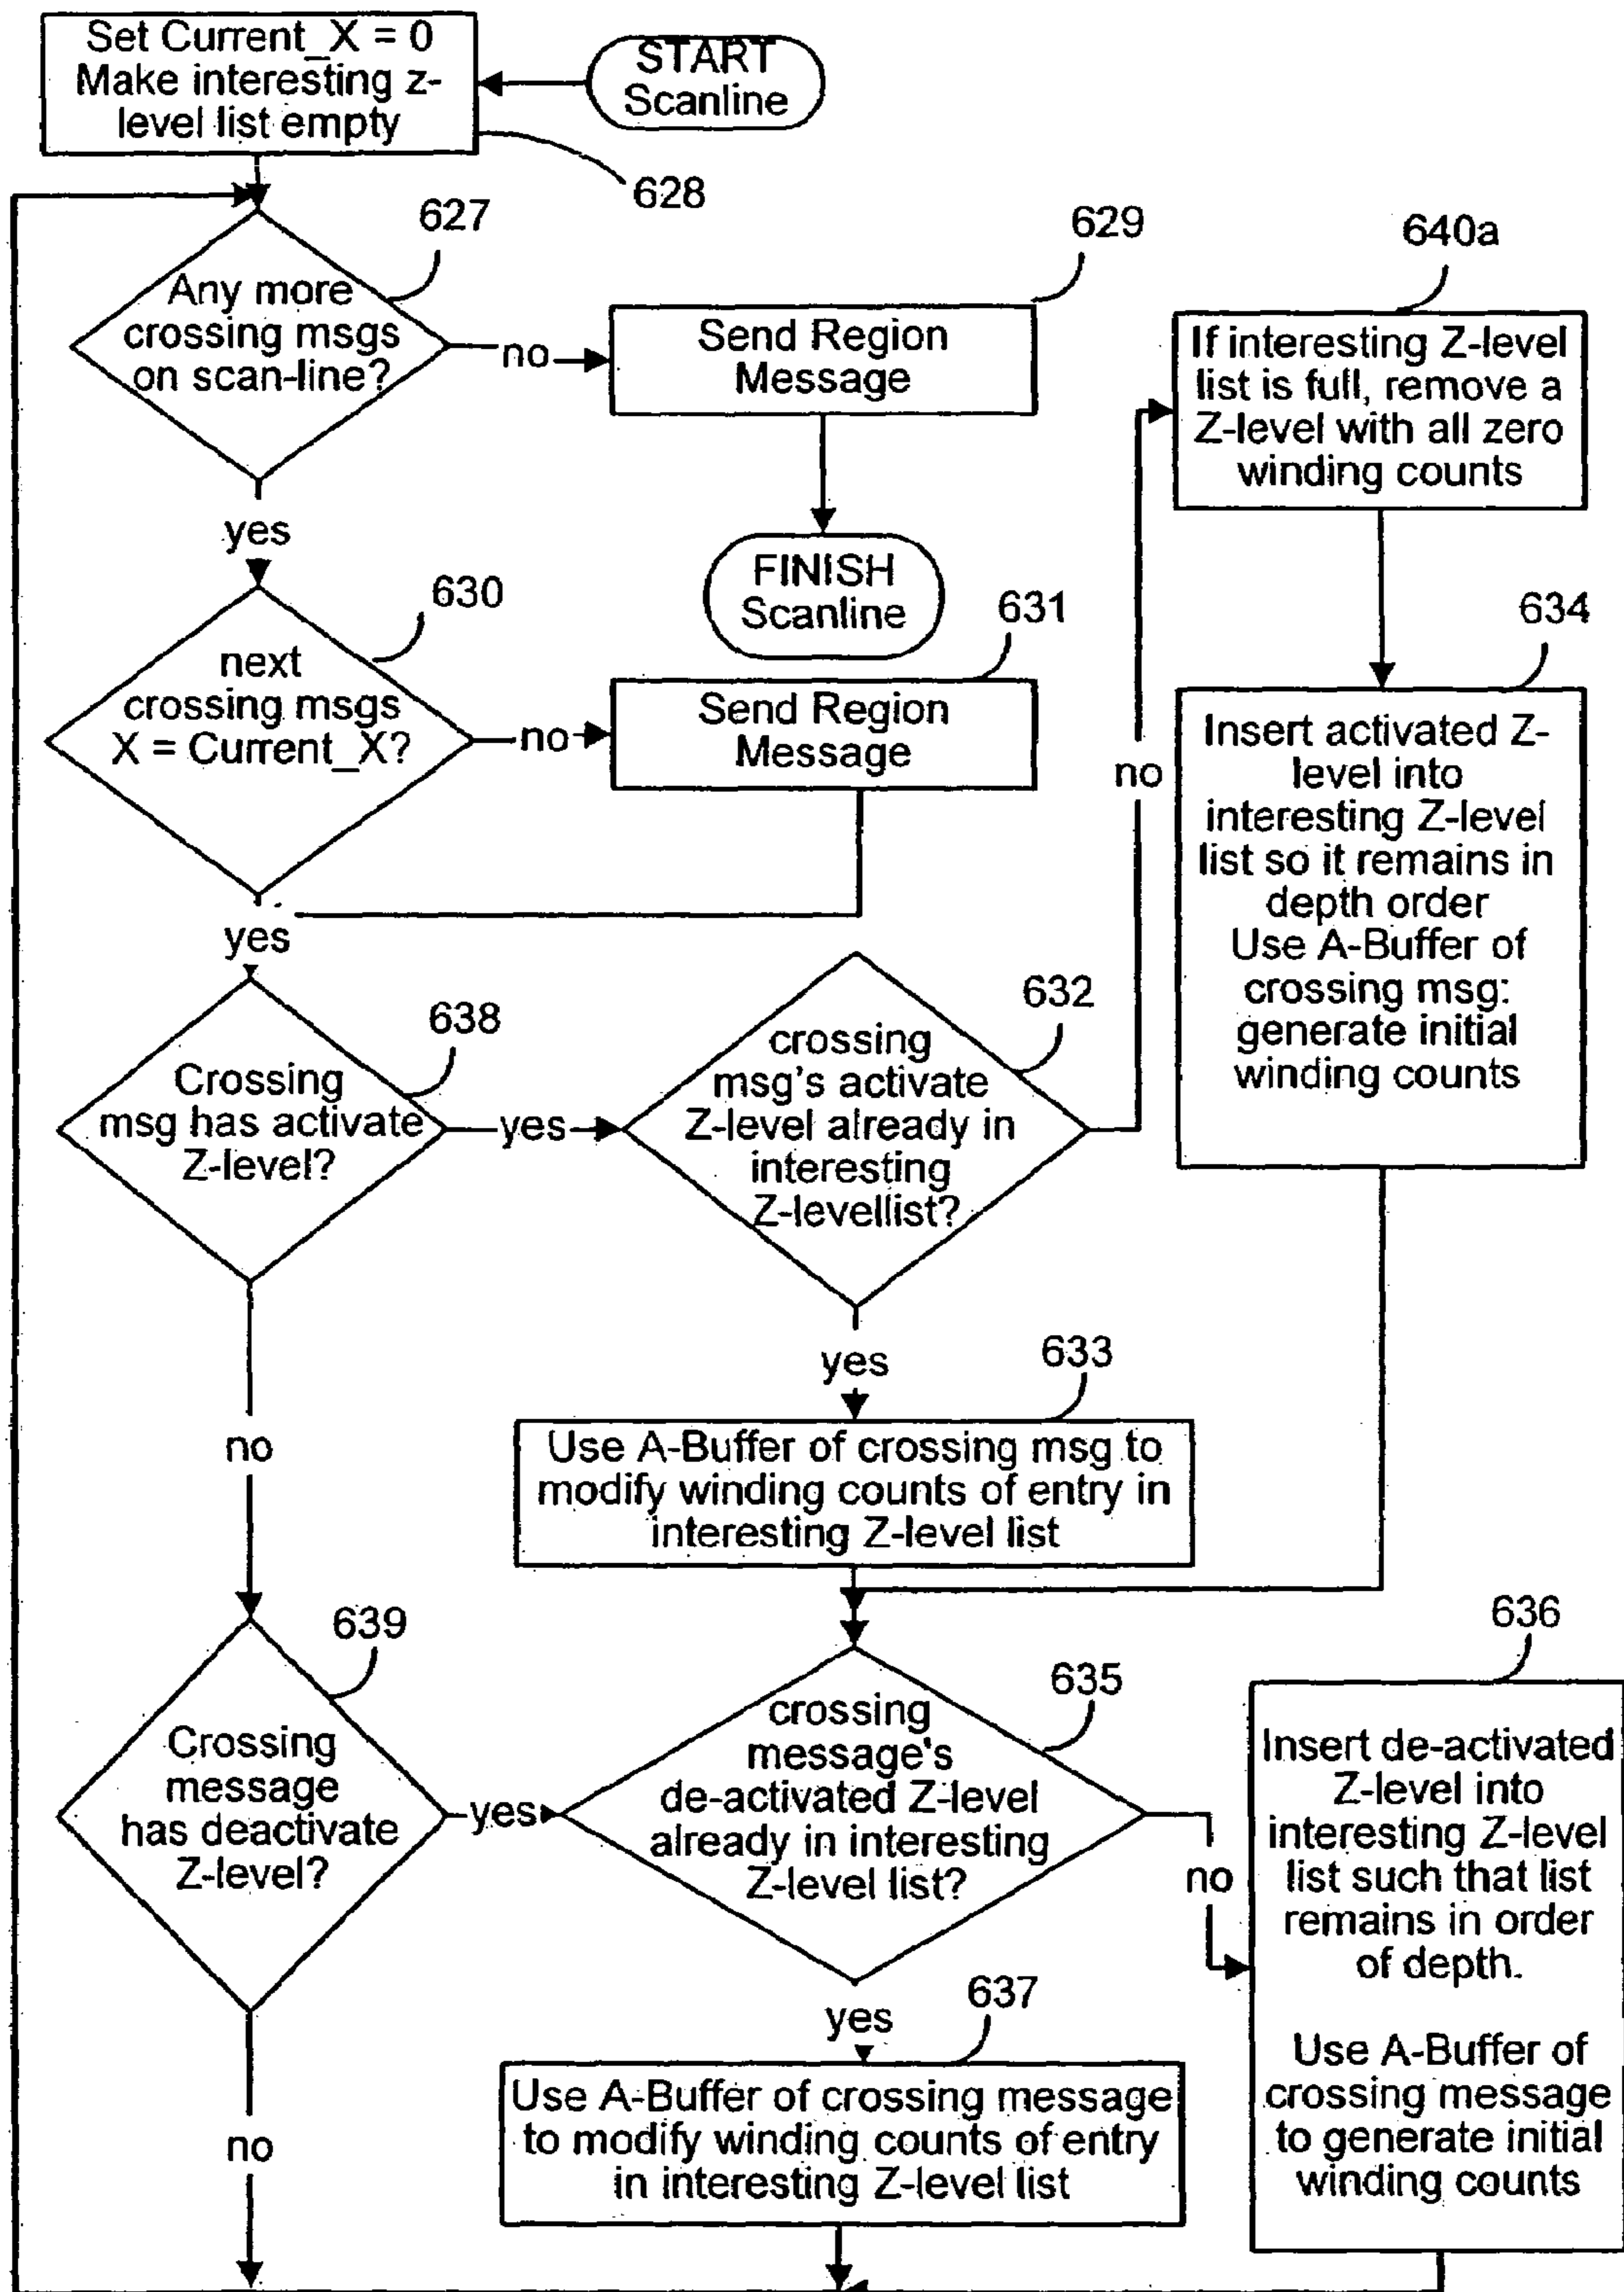 Set Current_X = 0
Make interesting z-
level list empty
START
Scanline
628
627
Any more
crossing msgs
on scan-line?
no
629
Send Region
Message
640a
If interesting Z-level
list is full, remove a
Z-level with all zero
winding counts
yes
FINISH
Scanline
630
next
crossing msgs
X = Current_X?
no
631
Send Region
Message
no
634
Insert activated Z-
level into
interesting Z-level
list so it remains in
depth order
Use A-Buffer of
crossing msg:
generate initial
winding counts
yes
638
Crossing
msg has activate
Z-level?
yes
632
crossing
msg's activate
Z-level already in
interesting
Z-levellist?
no
yes
633
Use A-Buffer of crossing msg to
modify winding counts of entry in
interesting Z-level list
639
Crossing
message
has deactivate
Z-level?
yes
635
crossing
message's
de-activated Z-level
already in interesting
Z-level list?
no
636
Insert de-activated
Z-level into
interesting Z-level
list such that list
remains in order
of depth.
Use A-Buffer of
crossing message
to generate initial
winding counts
yes
637
Use A-Buffer of crossing message
to modify winding counts of entry
in interesting Z-level list
no